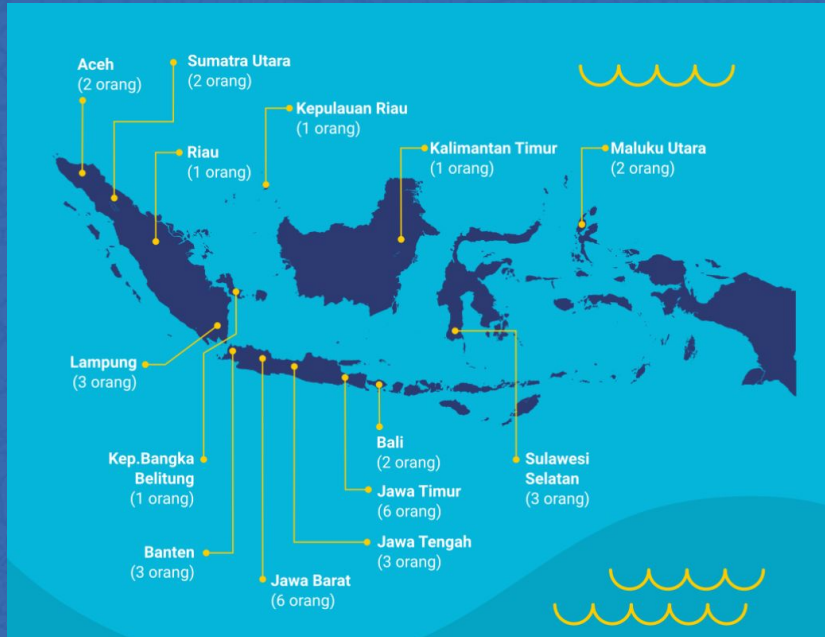 Aceh
(2 orang)
Sumatra Utara
(2 orang)
Kepulauan Riau
(1 orang)
Riau
(1 orang)
Kalimantan Timur
(1 orang)
Maluku Utara
(2 orang)
Lampung
(3 orang)
Kep.Bangka
Belitung
(1 orang)
Banten
(3 orang)
Jawa Barat
(6 orang)
Jawa Tengah
(3 orang)
Jawa Timur
(6 orang)
Bali
(2 orang)
Sulawesi
Selatan
(3 orang)